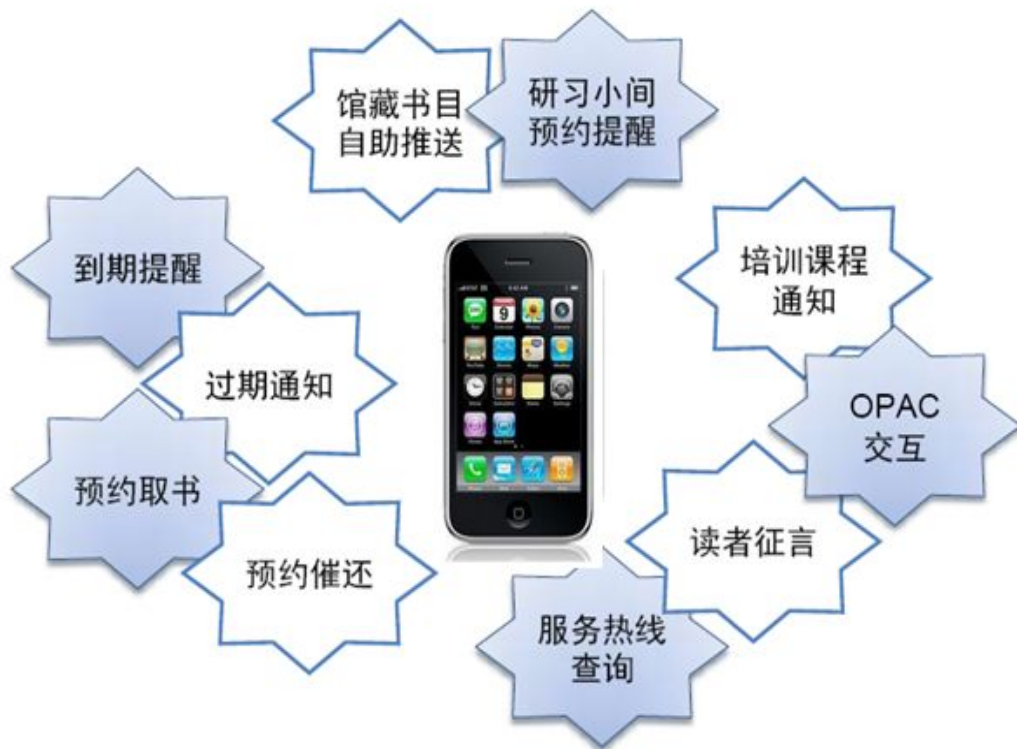 馆藏书目
自助推送
研习小间
预约提醒
到期提醒
培训课程
通知
过期通知
OPAC
交互
预约取书
读者征言
预约催还
服务热线
查询
9